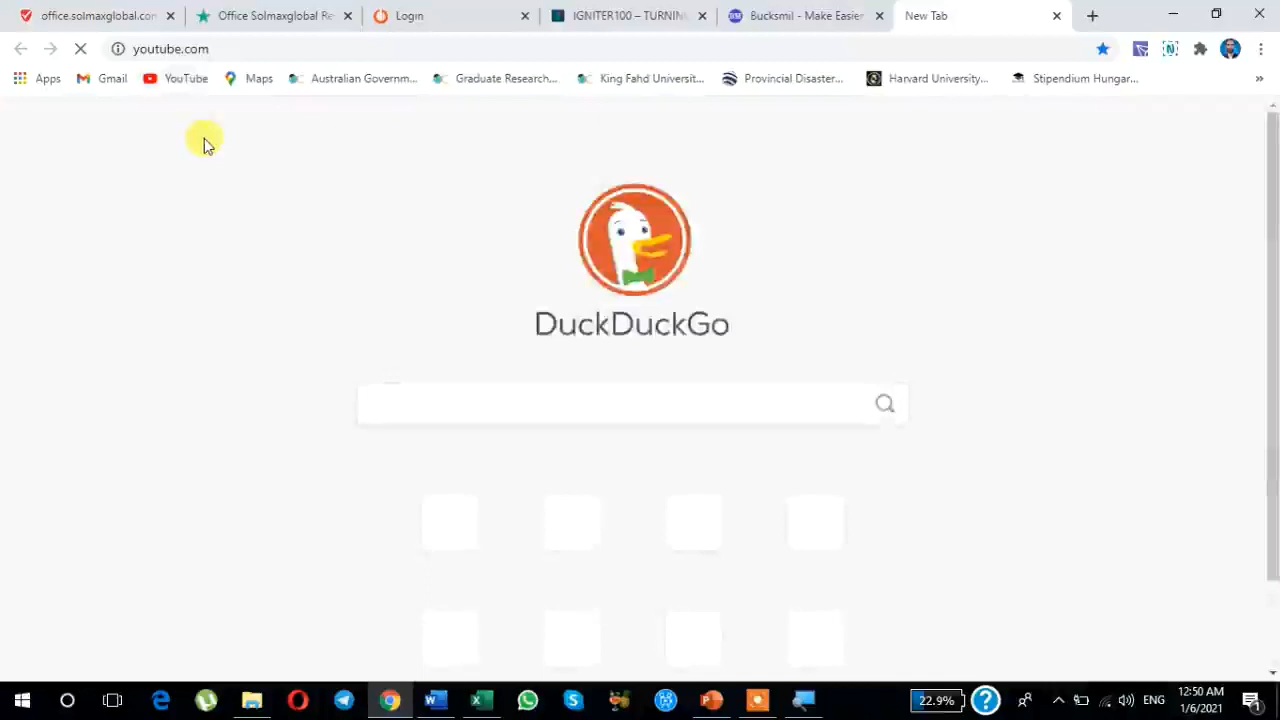 office.solmaxglobal.con
Office Solmaxglobal Re
Login
IGNITER100 – TURNIN
Bucksmil - Make Easier
New Tab
youtube.com
Apps
Gmail
YouTube
Maps
Australian Governm...
Graduate Research...
King Fahd Universit...
Provincial Disaster...
Harvard University...
Stipendium Hungar...
DuckDuckGo
22.9%
ENG
12:50 AM
1/6/2021